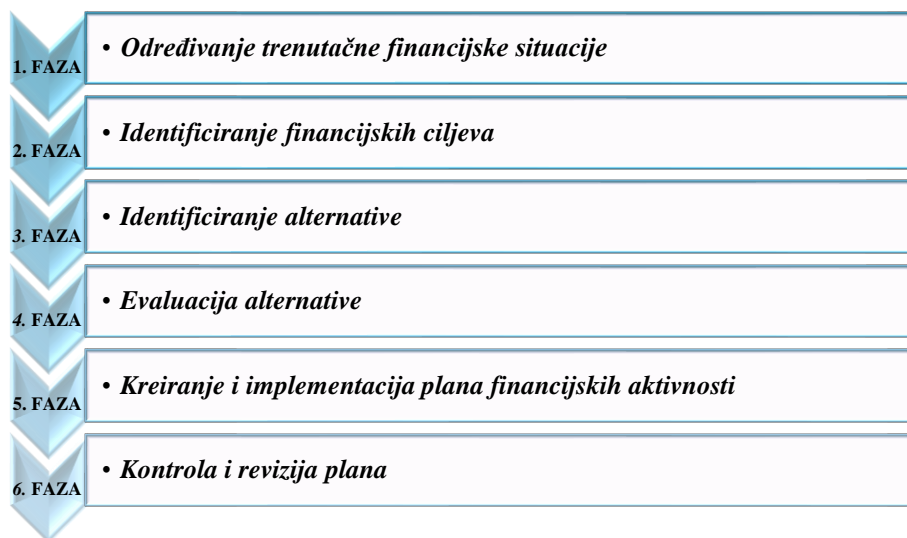 1. FAZA
• Određivanje trenutačne financijske situacije
2. FAZA
• Identificiranje financijskih ciljeva
3. FAZA
• Identificiranje alternative
4. FAZA
• Evaluacija alternative
5. FAZA
• Kreiranje i implementacija plana financijskih aktivnosti
6. FAZA
• Kontrola i revizija plana